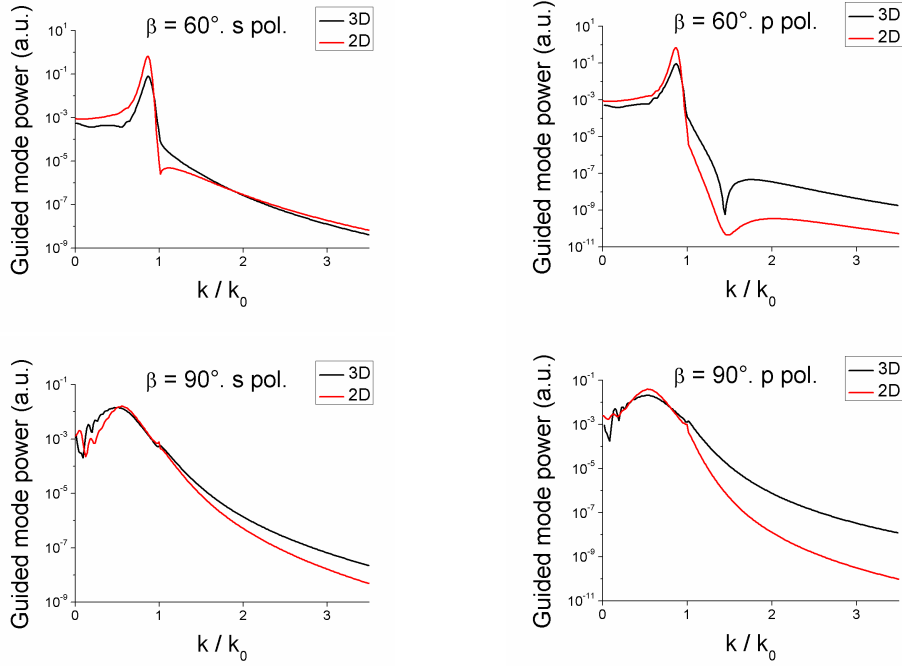 β = 60°. s pol.
3D
2D
Guided mode power (a.u.)
10^1
10^-1
10^-3
10^-5
10^-7
10^-9
0 1 2 3
k / k_0
β = 60°. p pol.
3D
2D
Guided mode power (a.u.)
10^1
10^-1
10^-3
10^-5
10^-7
10^-9
10^-11
0 1 2 3
k / k_0
β = 90°. s pol.
3D
2D
Guided mode power (a.u.)
10^-1
10^-3
10^-5
10^-7
10^-9
0 1 2 3
k / k_0
β = 90°. p pol.
3D
2D
Guided mode power (a.u.)
10^-1
10^-3
10^-5
10^-7
10^-9
10^-11
0 1 2 3
k / k_0